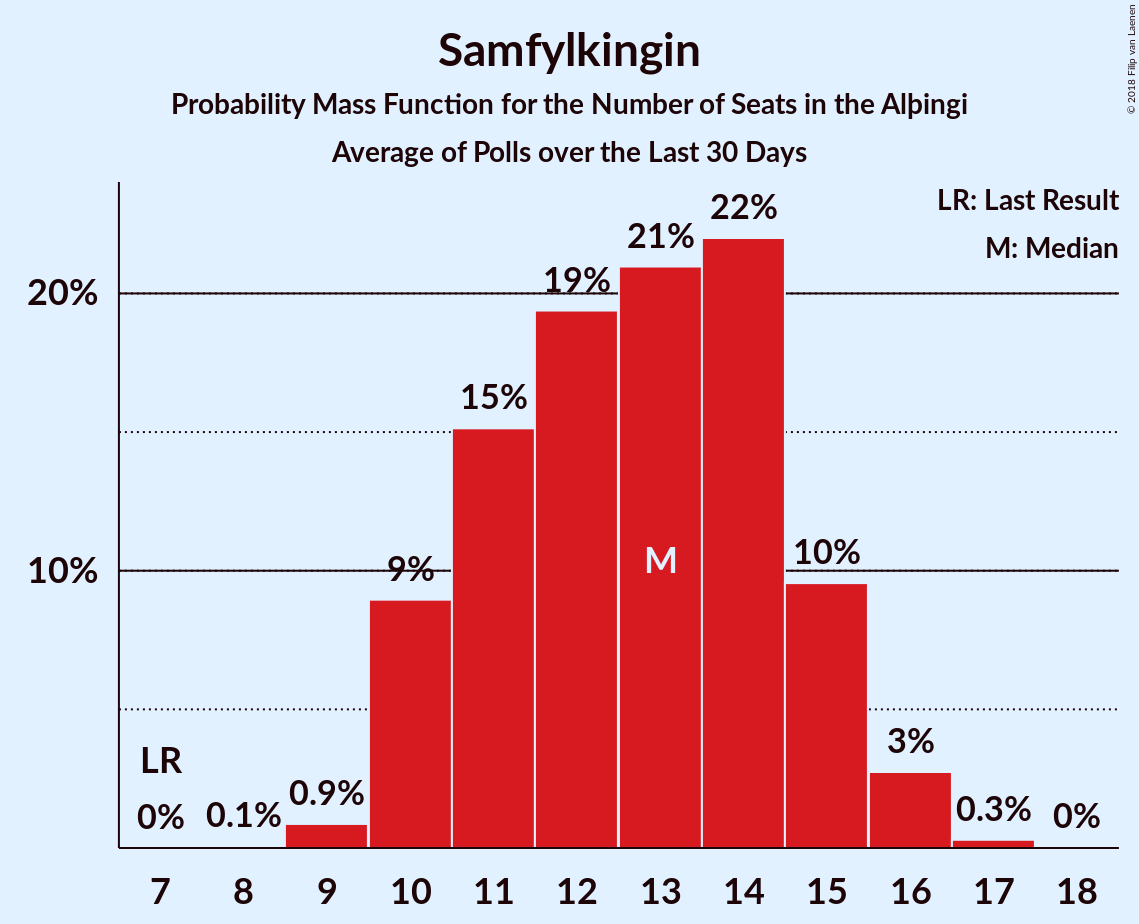 Samfylkingin
Probability Mass Function for the Number of Seats in the Alþingi
Average of Polls over the Last 30 Days
© 2018 Filip van Laenen
LR: Last Result
M: Median
22%
21%
19%
20%
15%
10%
9%
10%
M
LR
0%
0.1%
0.9%
3%
0.3%
0%
7 8 9 10 11 12 13 14 15 16 17 18